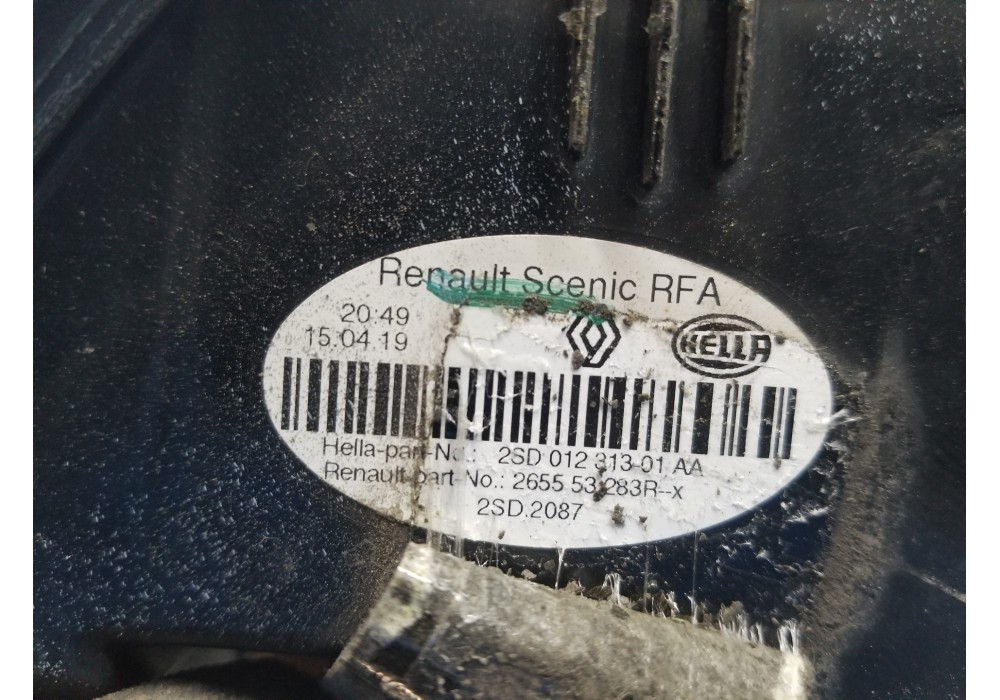 Renault Scenic RFA
20:49
15.04.19
HELLA
Hella-part-No.: 2SD 012 313-01 AA
Renault part-No.: 2655 53 283R--x
2SD.2087